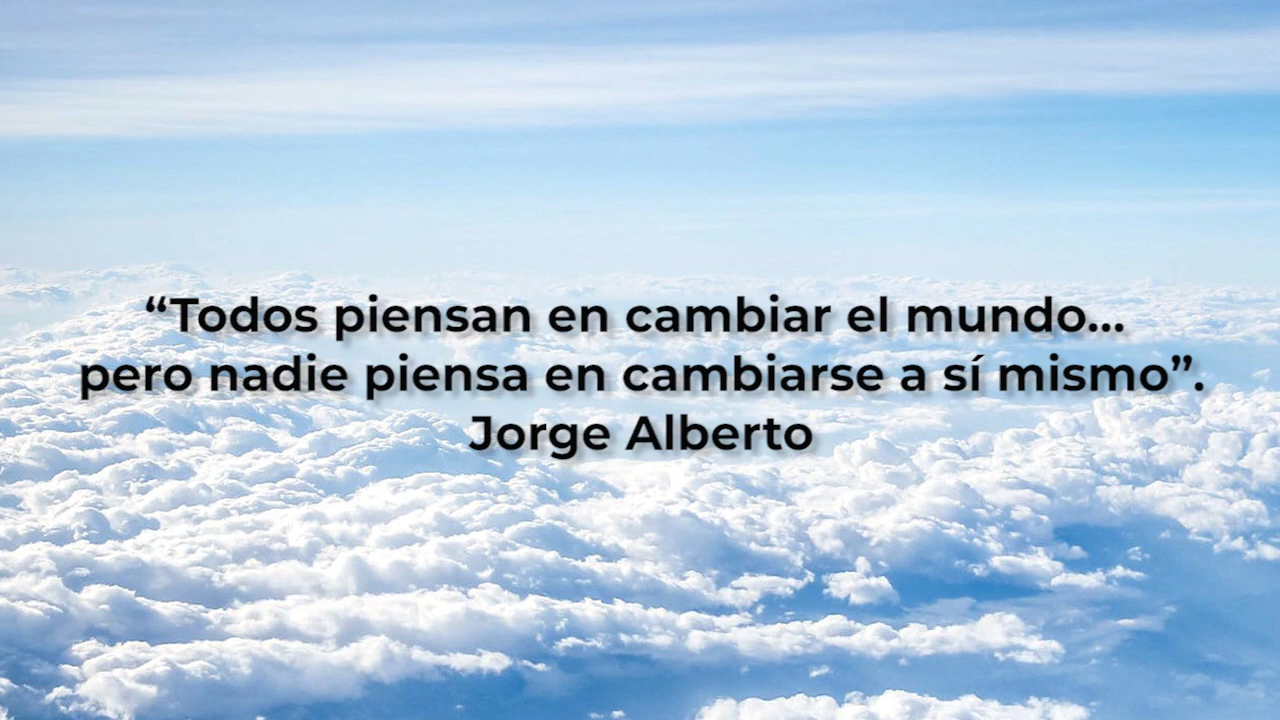 “Todos piensan en cambiar el mundo...
pero nadie piensa en cambiarse a sí mismo”.
Jorge Alberto